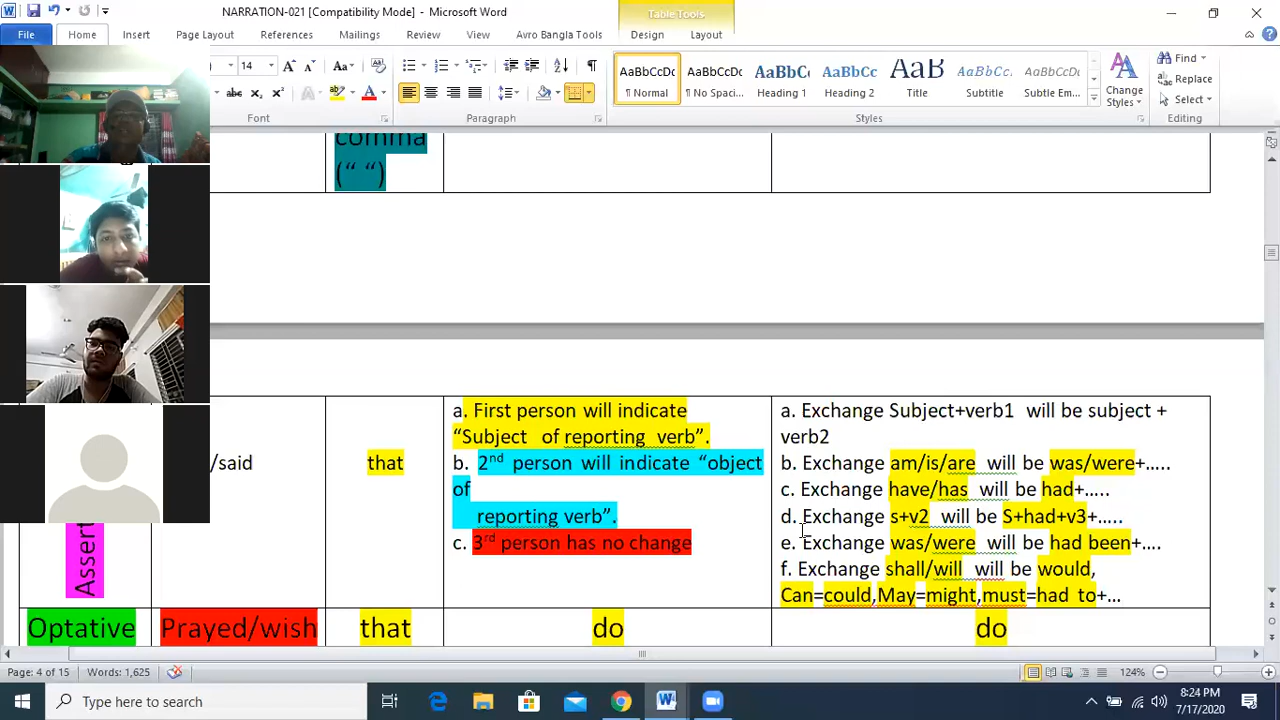 NARRATION-021 [Compatibility Mode] - Microsoft Word
Table Tools
File Home Insert Page Layout References Mailings Review View Avro Bangla Tools Design Layout
14
Aa
abc x₂ x²
A
Font
Paragraph
AaBbCcDc
¶ Normal
AaBbCcDc
¶ No Spaci...
AaBbC
Heading 1
AaBbCc
Heading 2
AaB
Title
AaBbCc.
Subtitle
AaBbCcDc
Subtle Em...
Change
Styles
Styles
Find
Replace
Select
Editing
comma
(“ “)
Assert
/said
that
a. First person will indicate
“Subject of reporting verb”.
b. 2nd person will indicate “object
of
reporting verb”.
c. 3rd person has no change
a. Exchange Subject+verb1 will be subject +
verb2
b. Exchange am/is/are will be was/were+.....
c. Exchange have/has will be had+.....
d. Exchange s+v2 will be S+had+v3+.....
e. Exchange was/were will be had been+....
f. Exchange shall/will will be would,
Can=could,May=might,must=had to+...
Optative Prayed/wish that do do
Page: 4 of 15 Words: 1,625 124%
Type here to search
8:24 PM
7/17/2020